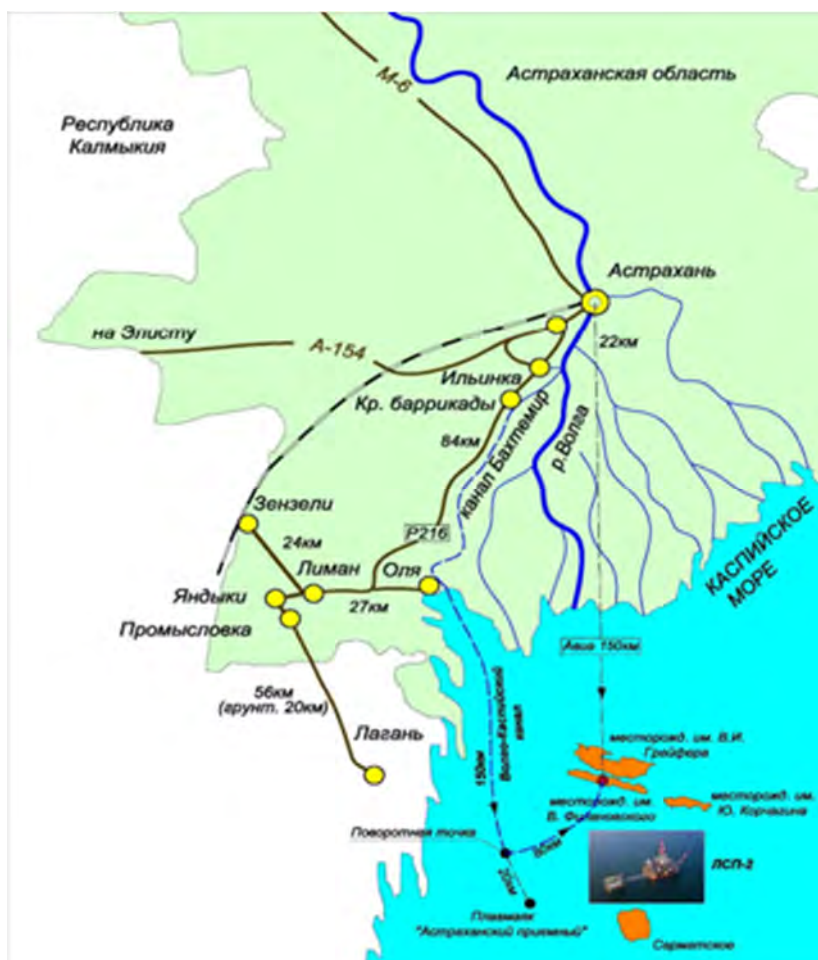 М-6
Астраханская область
Республика
Калмыкия
Астрахань
на Элисту
А-154
22км
Ильинка
Кр. баррикады
84км
канал Бахтемир
р.Волга
Зензели
24км
Р216
КАСПИЙСКОЕ
МОРЕ
Лиман
Оля
Яндыки
27км
Промысловка
Авиа 150км
56км
(грунт. 20км)
Лагань
150км
Волго-Каспийский
канал
месторожд. им. В.И.
Грейфера
месторожд. им.
В. Филановского
месторожд. им.
Ю. Корчагина
Поворотная точка
80км
ЛСП-2
20км
Плавмаяк
"Астраханский приемный"
Сарматское